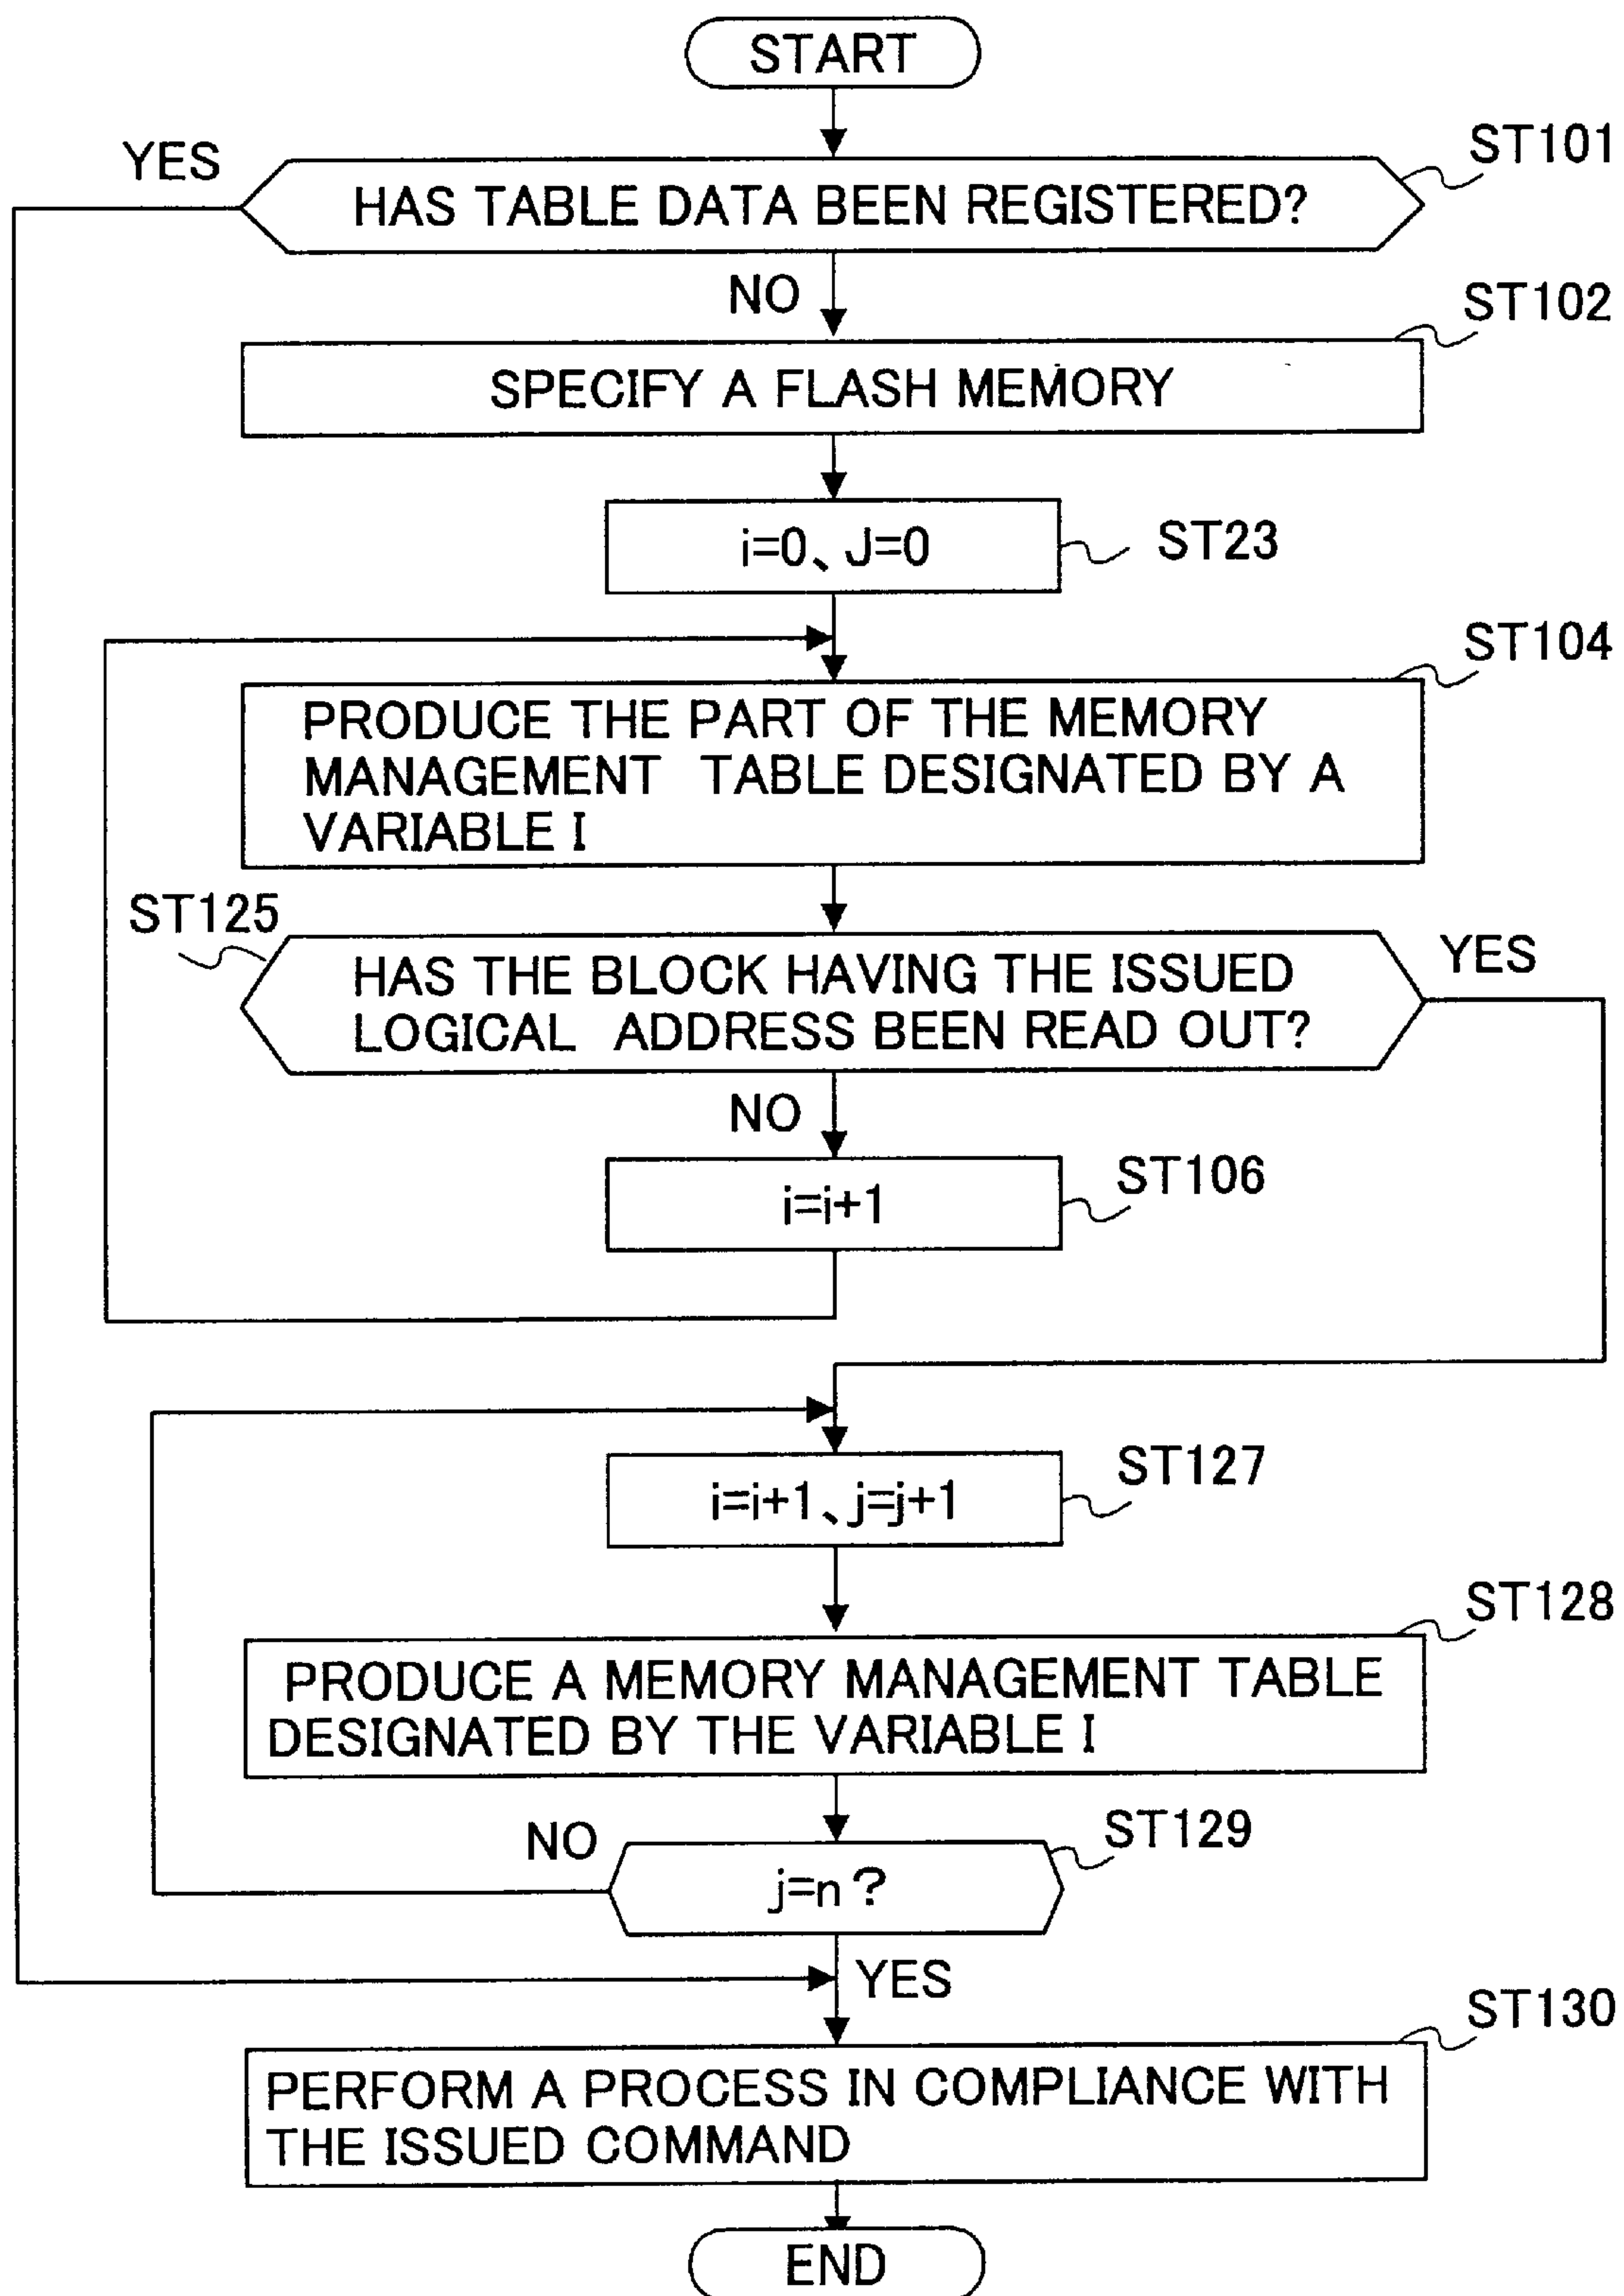 START
YES
ST101
HAS TABLE DATA BEEN REGISTERED?
NO
ST102
SPECIFY A FLASH MEMORY
i=0、J=0
ST23
ST104
PRODUCE THE PART OF THE MEMORY
MANAGEMENT TABLE DESIGNATED BY A
VARIABLE I
ST125
HAS THE BLOCK HAVING THE ISSUED
LOGICAL ADDRESS BEEN READ OUT?
YES
NO
ST106
i=i+1
ST127
i=i+1、j=j+1
ST128
PRODUCE A MEMORY MANAGEMENT TABLE
DESIGNATED BY THE VARIABLE I
NO
ST129
j=n?
YES
ST130
PERFORM A PROCESS IN COMPLIANCE WITH
THE ISSUED COMMAND
END